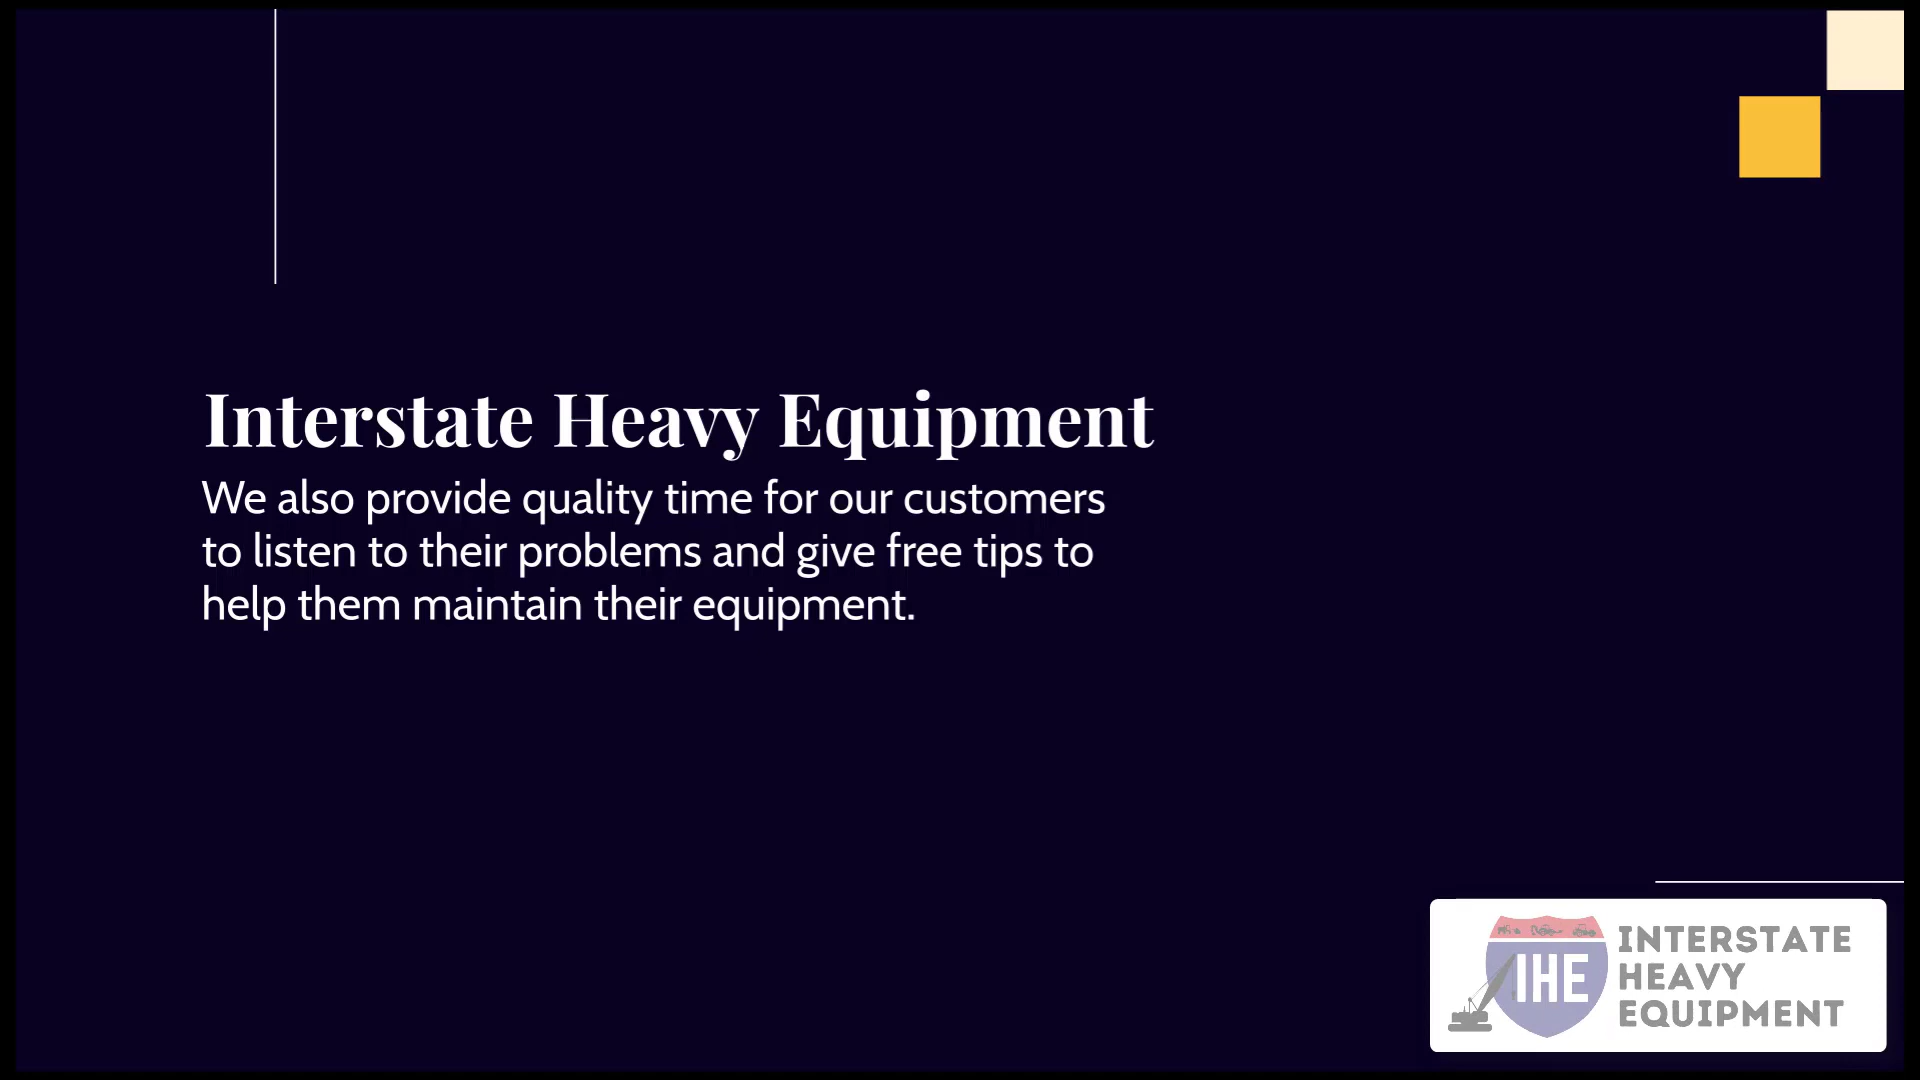 Interstate Heavy Equipment
We also provide quality time for our customers
to listen to their problems and give free tips to
help them maintain their equipment.
IHE
INTERSTATE
HEAVY
EQUIPMENT